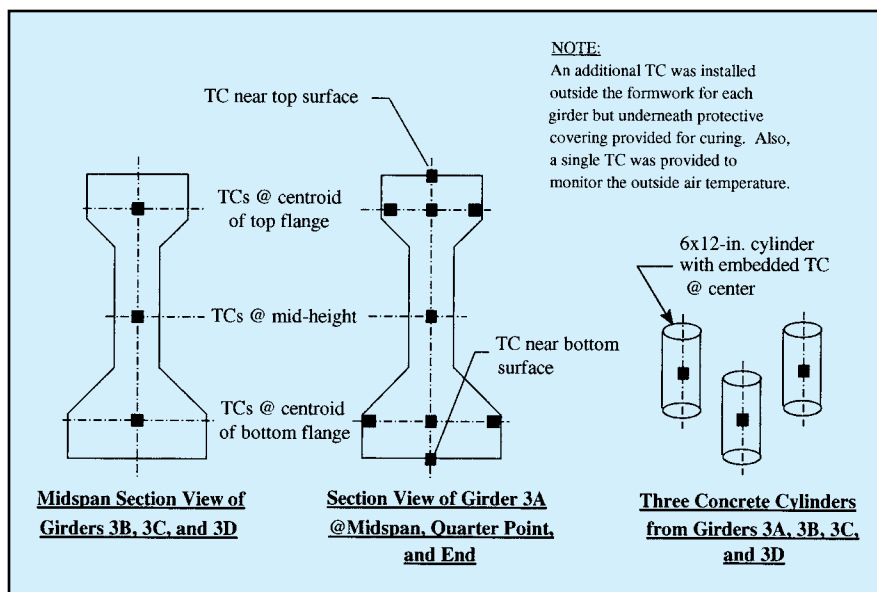 NOTE:
An additional TC was installed
outside the formwork for each
girder but underneath protective
covering provided for curing. Also,
a single TC was provided to
monitor the outside air temperature.
TC near top surface
TCs @ centroid
of top flange
6x12-in. cylinder
with embedded TC
@ center
TCs @ mid-height
TC near bottom
surface
TCs @ centroid
of bottom flange
Midspan Section View of
Girders 3B, 3C, and 3D
Section View of Girder 3A
@Midspan, Quarter Point,
and End
Three Concrete Cylinders
from Girders 3A, 3B, 3C,
and 3D